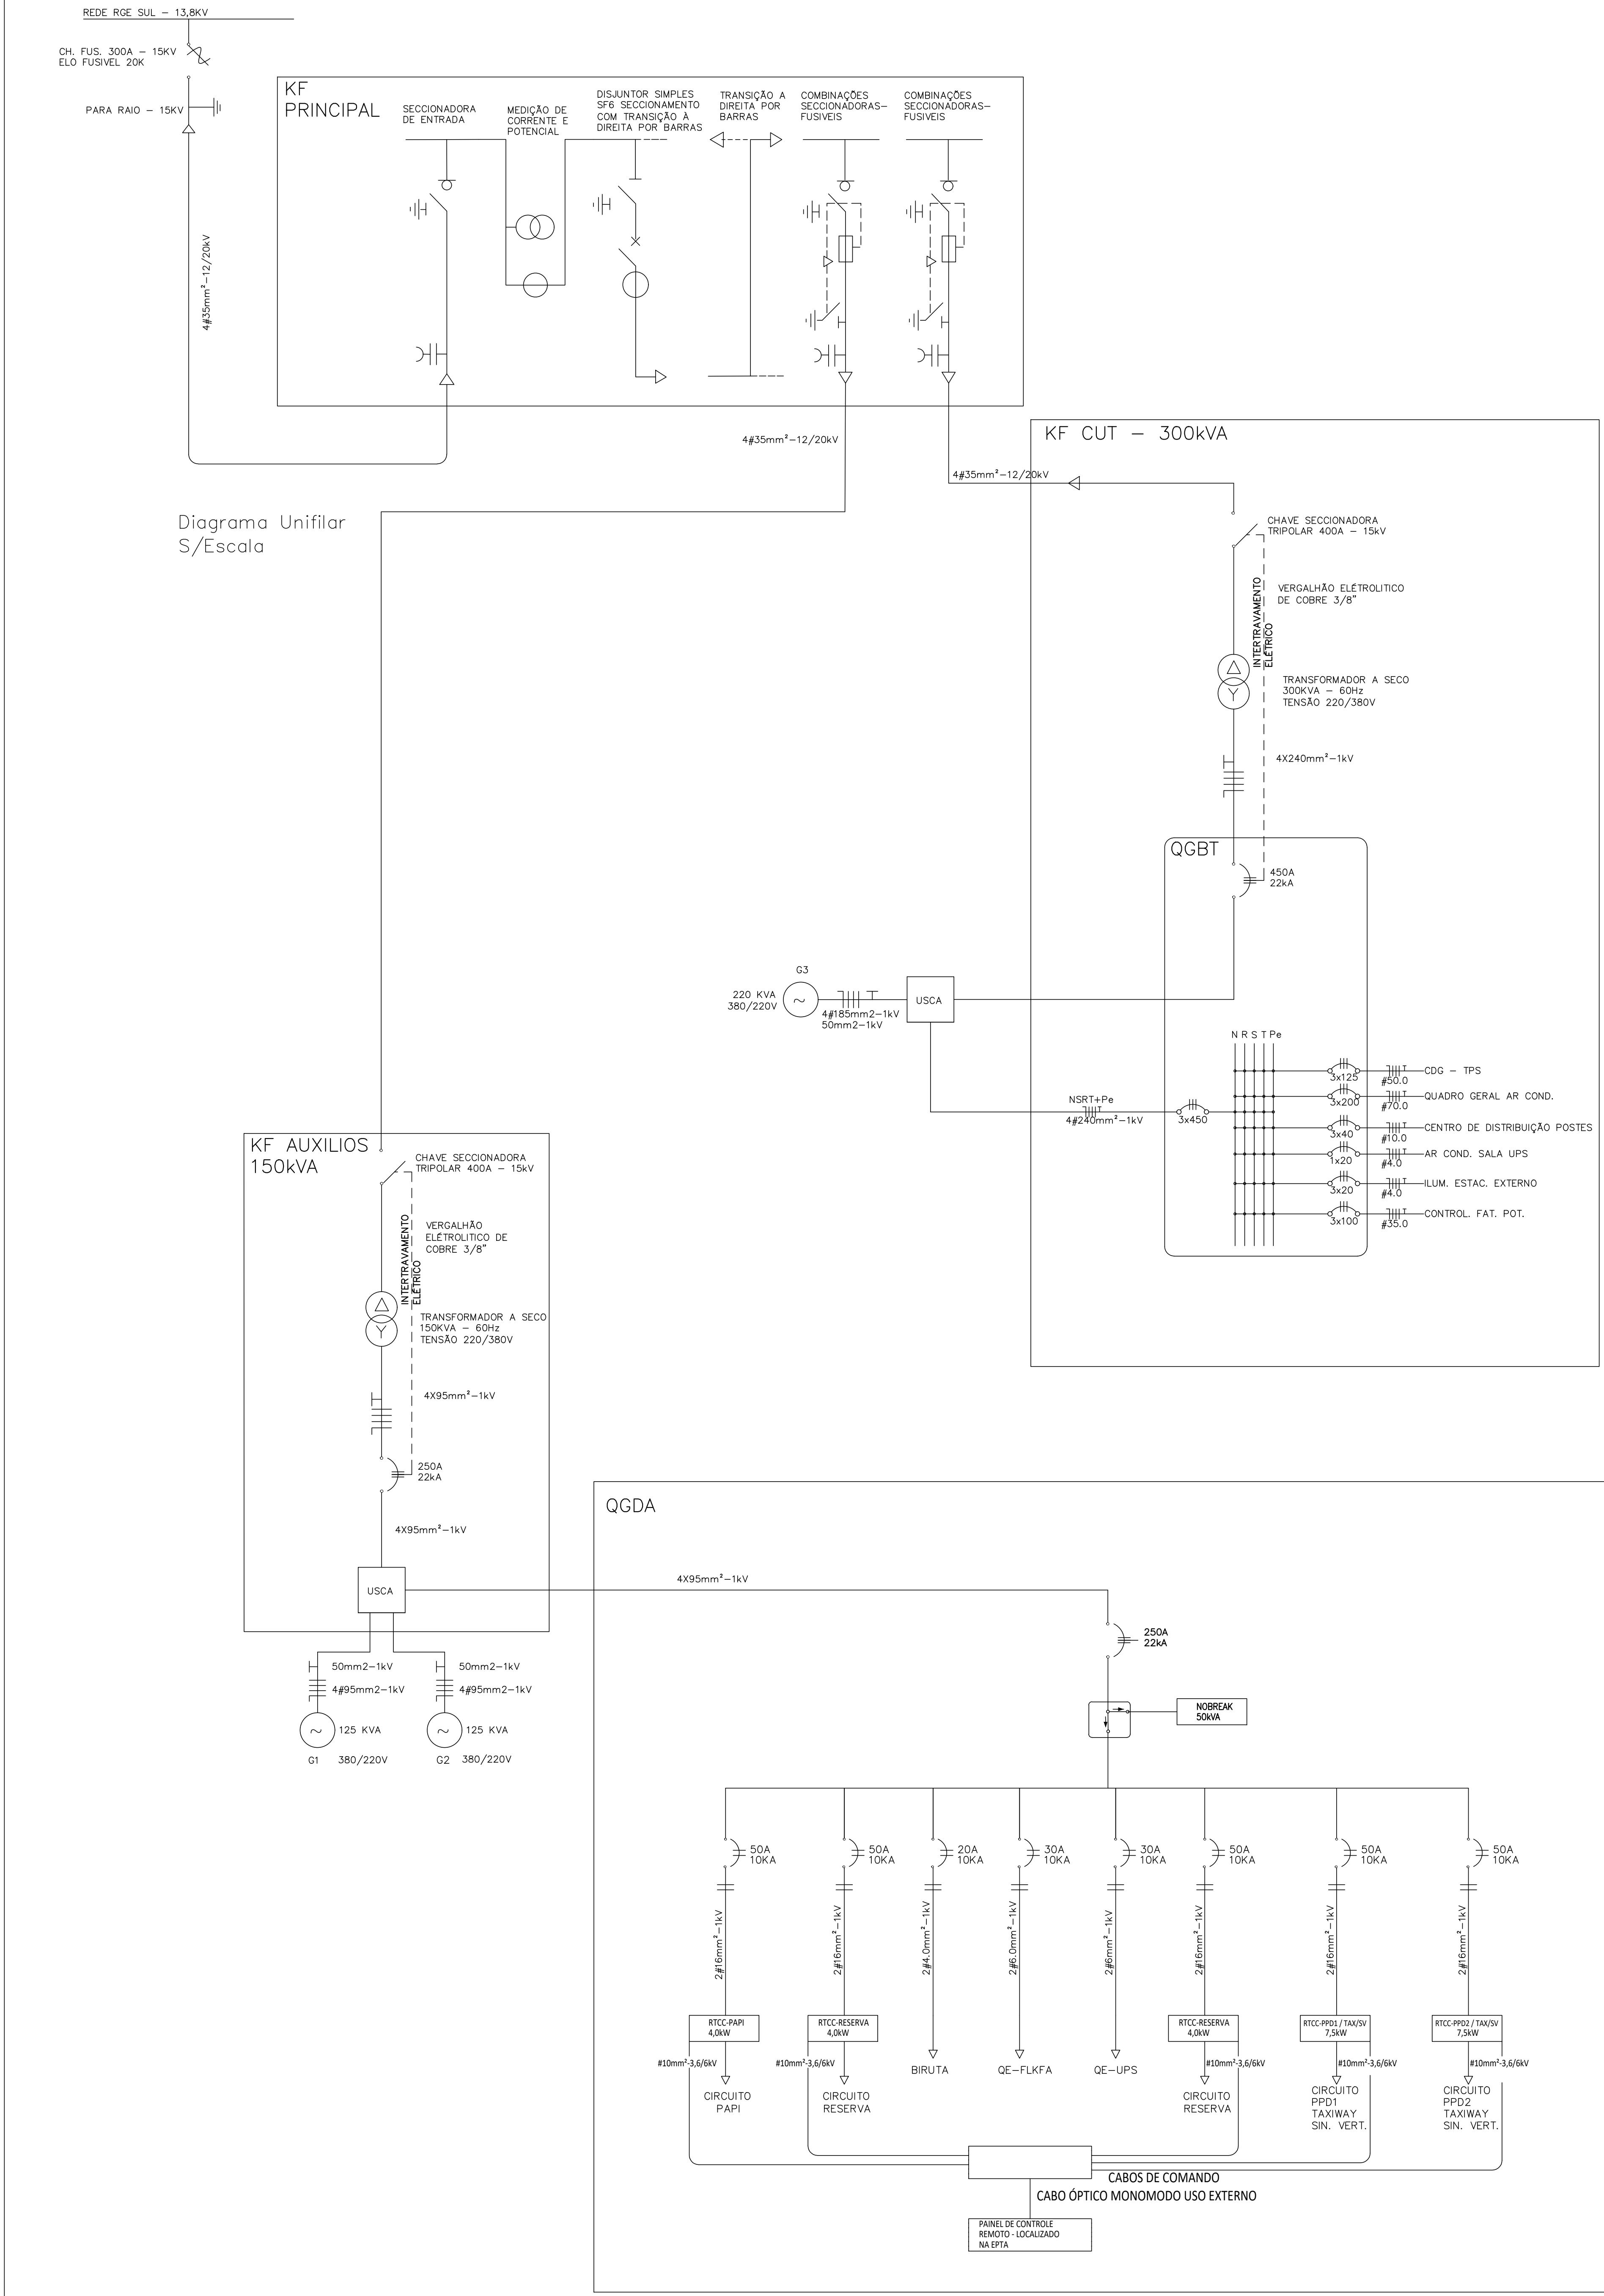 REDE RGE SUL – 13,8KV
CH. FUS. 300A – 15KV
ELO FUSIVEL 20K
PARA RAIO – 15KV
4#35mm²–12/20kV
KF
PRINCIPAL
SECCIONADORA
DE ENTRADA
MEDIÇÃO DE
CORRENTE E
POTENCIAL
DISJUNTOR SIMPLES
SF6 SECCIONAMENTO
COM TRANSIÇÃO À
DIREITA POR BARRAS
TRANSIÇÃO A
DIREITA POR
BARRAS
COMBINAÇÕES
SECCIONADORAS–
FUSIVEIS
COMBINAÇÕES
SECCIONADORAS–
FUSIVEIS
4#35mm²–12/20kV
4#35mm²–12/20kV
Diagrama Unifilar
S/Escala
KF CUT – 300kVA
CHAVE SECCIONADORA
TRIPOLAR 400A – 15kV
INTERTRAVAMENTO
ELÉTRICO
VERGALHÃO ELÉTROLITICO
DE COBRE 3/8"
TRANSFORMADOR A SECO
300KVA – 60Hz
TENSÃO 220/380V
4X240mm²–1kV
QGBT
450A
22kA
G3
220 KVA
380/220V
~
4#185mm2–1kV
50mm2–1kV
USCA
N R S T Pe
NSRT+Pe
4#240mm²–1kV
3x450
3x125
#50.0
CDG – TPS
3x200
#70.0
QUADRO GERAL AR COND.
3x40
#10.0
CENTRO DE DISTRIBUIÇÃO POSTES
1x20
#4.0
AR COND. SALA UPS
3x20
#4.0
ILUM. ESTAC. EXTERNO
3x100
#35.0
CONTROL. FAT. POT.
KF AUXILIOS
150kVA
CHAVE SECCIONADORA
TRIPOLAR 400A – 15kV
INTERTRAVAMENTO
ELÉTRICO
VERGALHÃO
ELÉTROLITICO DE
COBRE 3/8"
TRANSFORMADOR A SECO
150KVA – 60Hz
TENSÃO 220/380V
4X95mm²–1kV
250A
22kA
4X95mm²–1kV
USCA
50mm2–1kV
4#95mm2–1kV
~
125 KVA
G1
380/220V
50mm2–1kV
4#95mm2–1kV
~
125 KVA
G2
380/220V
QGDA
4X95mm²–1kV
250A
22kA
NOBREAK
50kVA
50A
10KA
50A
10KA
20A
10KA
30A
10KA
30A
10KA
50A
10KA
50A
10KA
50A
10KA
2#16mm²–1kV
2#16mm²–1kV
2#4.0mm²–1kV
2#6.0mm²–1kV
2#6mm²–1kV
2#16mm²–1kV
2#16mm²–1kV
2#16mm²–1kV
RTCC-PAPI
4,0kW
RTCC-RESERVA
4,0kW
RTCC-RESERVA
4,0kW
RTCC-PPD1 / TAX/SV
7,5kW
RTCC-PPD2 / TAX/SV
7,5kW
#10mm²-3,6/6kV
#10mm²-3,6/6kV
#10mm²-3,6/6kV
#10mm²-3,6/6kV
#10mm²-3,6/6kV
CIRCUITO
PAPI
CIRCUITO
RESERVA
BIRUTA
QE–FLKFA
QE–UPS
CIRCUITO
RESERVA
CIRCUITO
PPD1
TAXIWAY
SIN. VERT.
CIRCUITO
PPD2
TAXIWAY
SIN. VERT.
CABOS DE COMANDO
CABO ÓPTICO MONOMODO USO EXTERNO
PAINEL DE CONTROLE
REMOTO - LOCALIZADO
NA EPTA